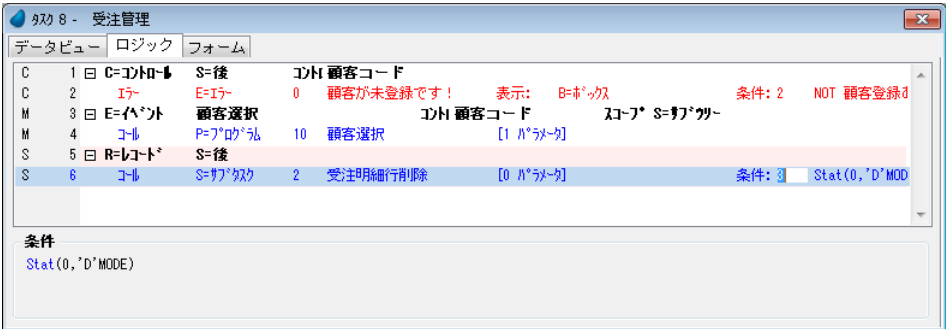 ﾀｽｸ 8 - 受注管理
データビュー ロジック フォーム
C 1 C=ｺﾝﾄﾛｰﾙ S=後 ｺﾝﾄﾛ 顧客コード
C 2 ｴﾗｰ E=ｴﾗｰ 0 顧客が未登録です！ 表示: B=ﾎﾞｯｸｽ 条件: 2 NOT 顧客登録
M 3 E=ｲﾍﾞﾝﾄ 顧客選択 ｺﾝﾄﾛ 顧客コード ｽｺｰﾌﾟ S=ｻﾌﾞﾂﾘｰ
M 4 ｺｰﾙ P=ﾌﾟﾛｸﾞﾗﾑ 10 顧客選択 [1 ﾊﾟﾗﾒｰﾀ]
S 5 R=ﾚｺｰﾄﾞ S=後
S 6 ｺｰﾙ S=ｻﾌﾞﾀｽｸ 2 受注明細行削除 [0 ﾊﾟﾗﾒｰﾀ] 条件: 3 Stat(0,'D'MOD
条件
Stat(0,'D'MODE)